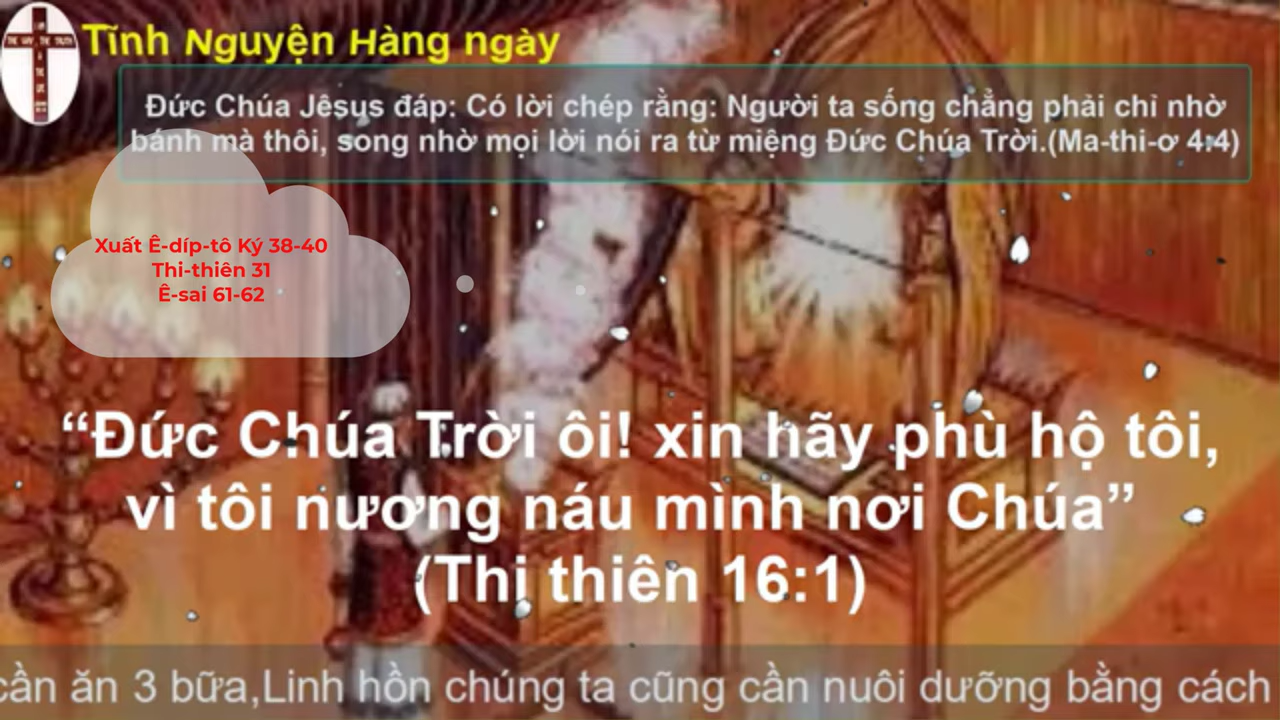 Tĩnh Nguyện Hàng ngày
Đức Chúa Jêsus đáp: Có lời chép rằng: Người ta sống chẳng phải chỉ nhờ
bánh mà thôi, song nhờ mọi lời nói ra từ miệng Đức Chúa Trời.(Ma-thi-ơ 4:4)
Xuất Ê-díp-tô Ký 38-40
Thi-thiên 31
Ê-sai 61-62
“Đức Chúa Trời ôi! xin hãy phù hộ tôi,
vì tôi nương náu mình nơi Chúa”
(Thi thiên 16:1)
cần ăn 3 bữa,Linh hồn chúng ta cũng cần nuôi dưỡng bằng cách